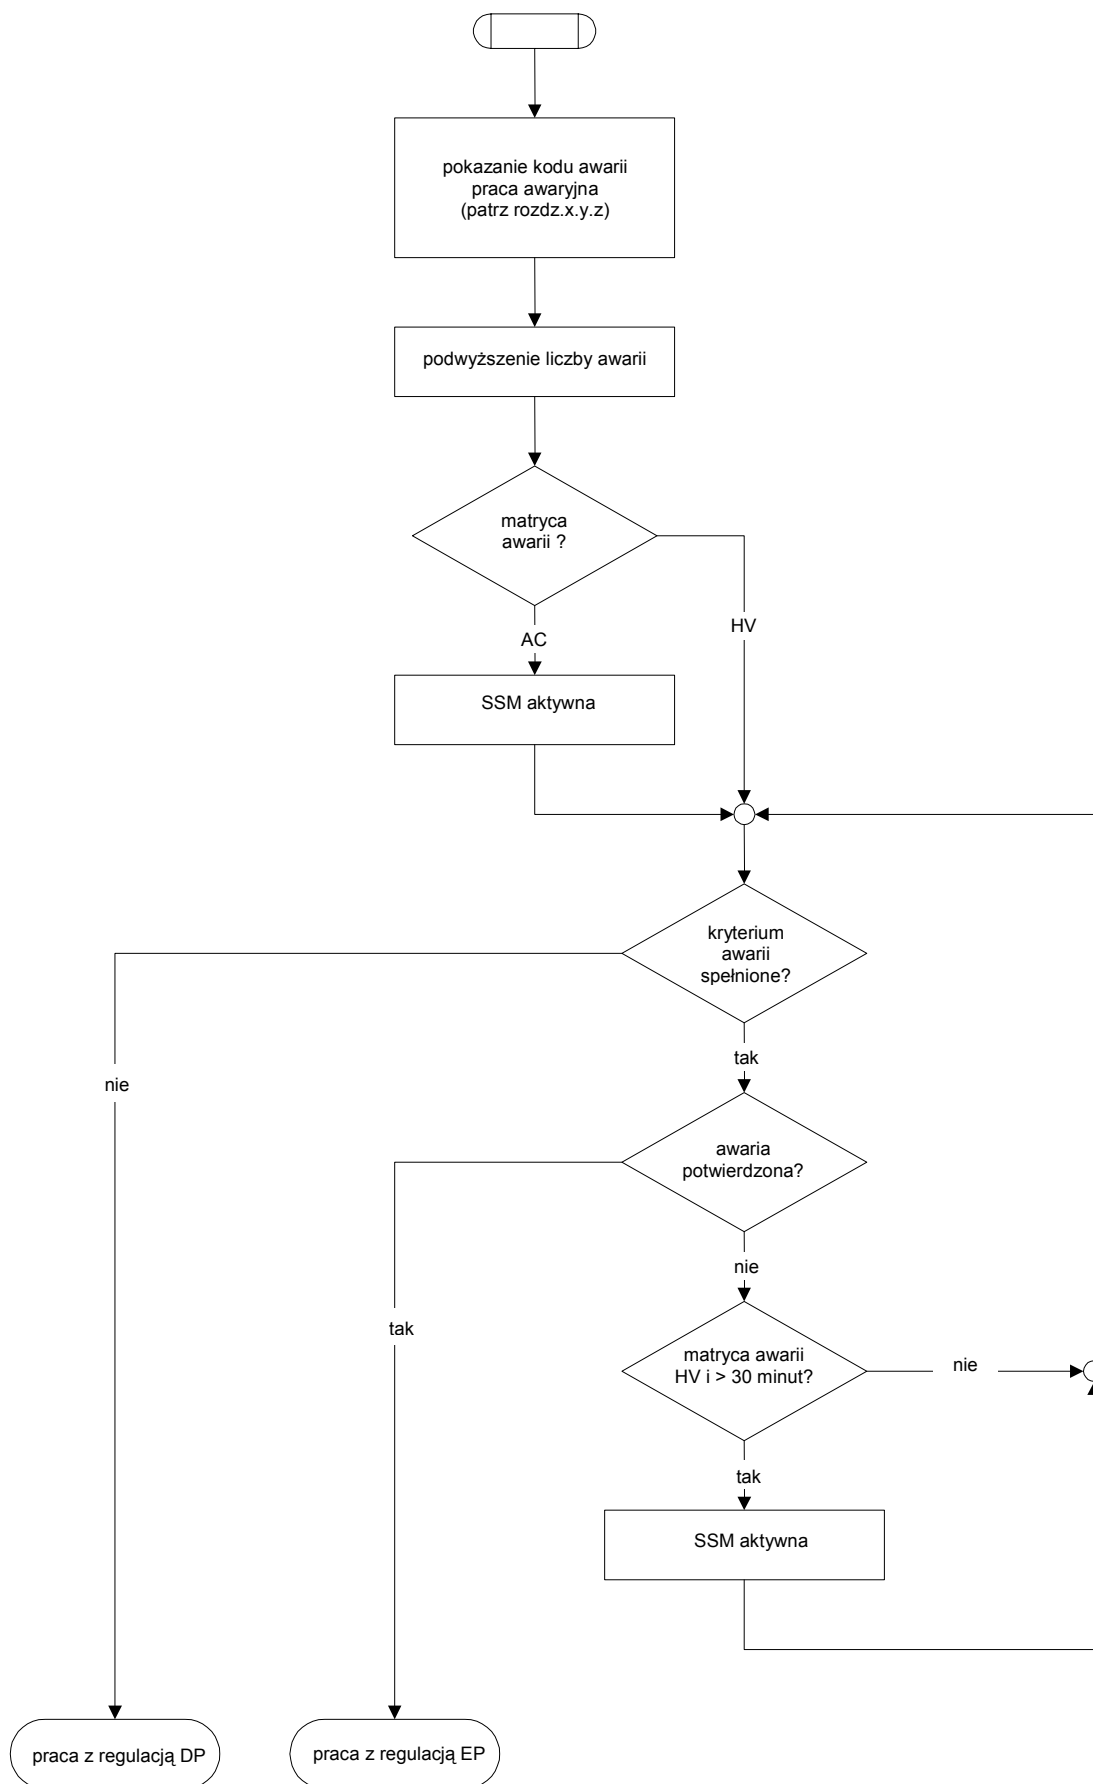 pokazanie kodu awarii
praca awaryjna
(patrz rozdz.x.y.z)
podwyższenie liczby awarii
matryca
awarii ?
AC
HV
SSM aktywna
kryterium
awarii
spełnione?
tak
nie
awaria
potwierdzona?
nie
tak
matryca awarii
HV i > 30 minut?
nie
tak
SSM aktywna
praca z regulacją DP
praca z regulacją EP